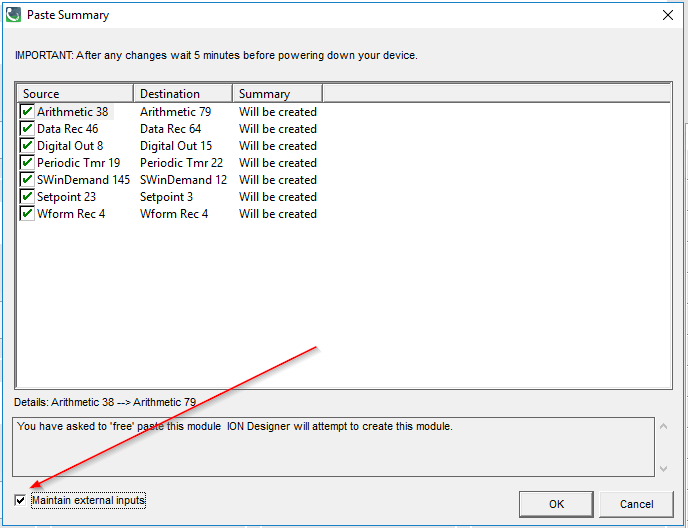 Paste Summary
IMPORTANT: After any changes wait 5 minutes before powering down your device.
Source Destination Summary
Arithmetic 38 Arithmetic 79 Will be created
Data Rec 46 Data Rec 64 Will be created
Digital Out 8 Digital Out 15 Will be created
Periodic Tmr 19 Periodic Tmr 22 Will be created
SWinDemand 145 SWinDemand 12 Will be created
Setpoint 23 Setpoint 3 Will be created
Wform Rec 4 Wform Rec 4 Will be created
Details: Arithmetic 38 --> Arithmetic 79
You have asked to 'free' paste this module ION Designer will attempt to create this module.
Maintain external inputs
OK Cancel